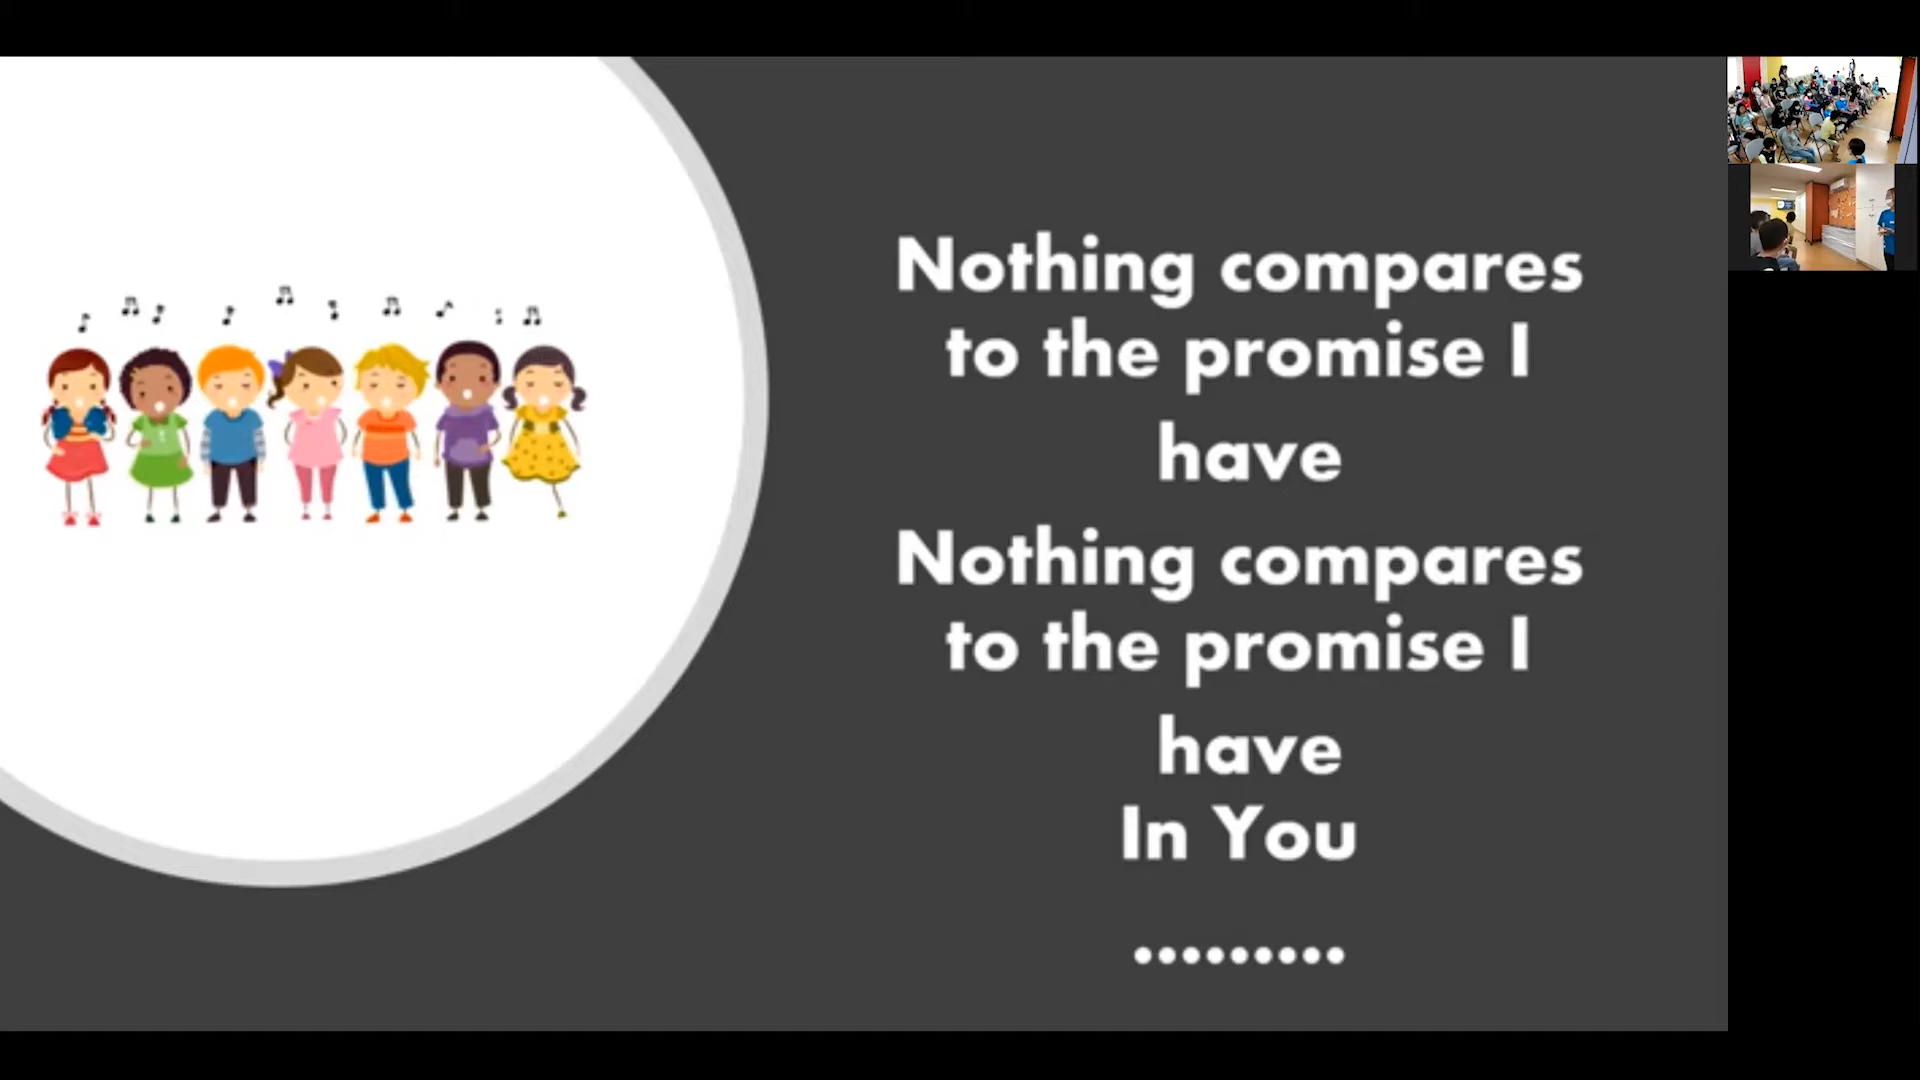 Nothing compares
to the promise I
have
Nothing compares
to the promise I
have
In You
.........